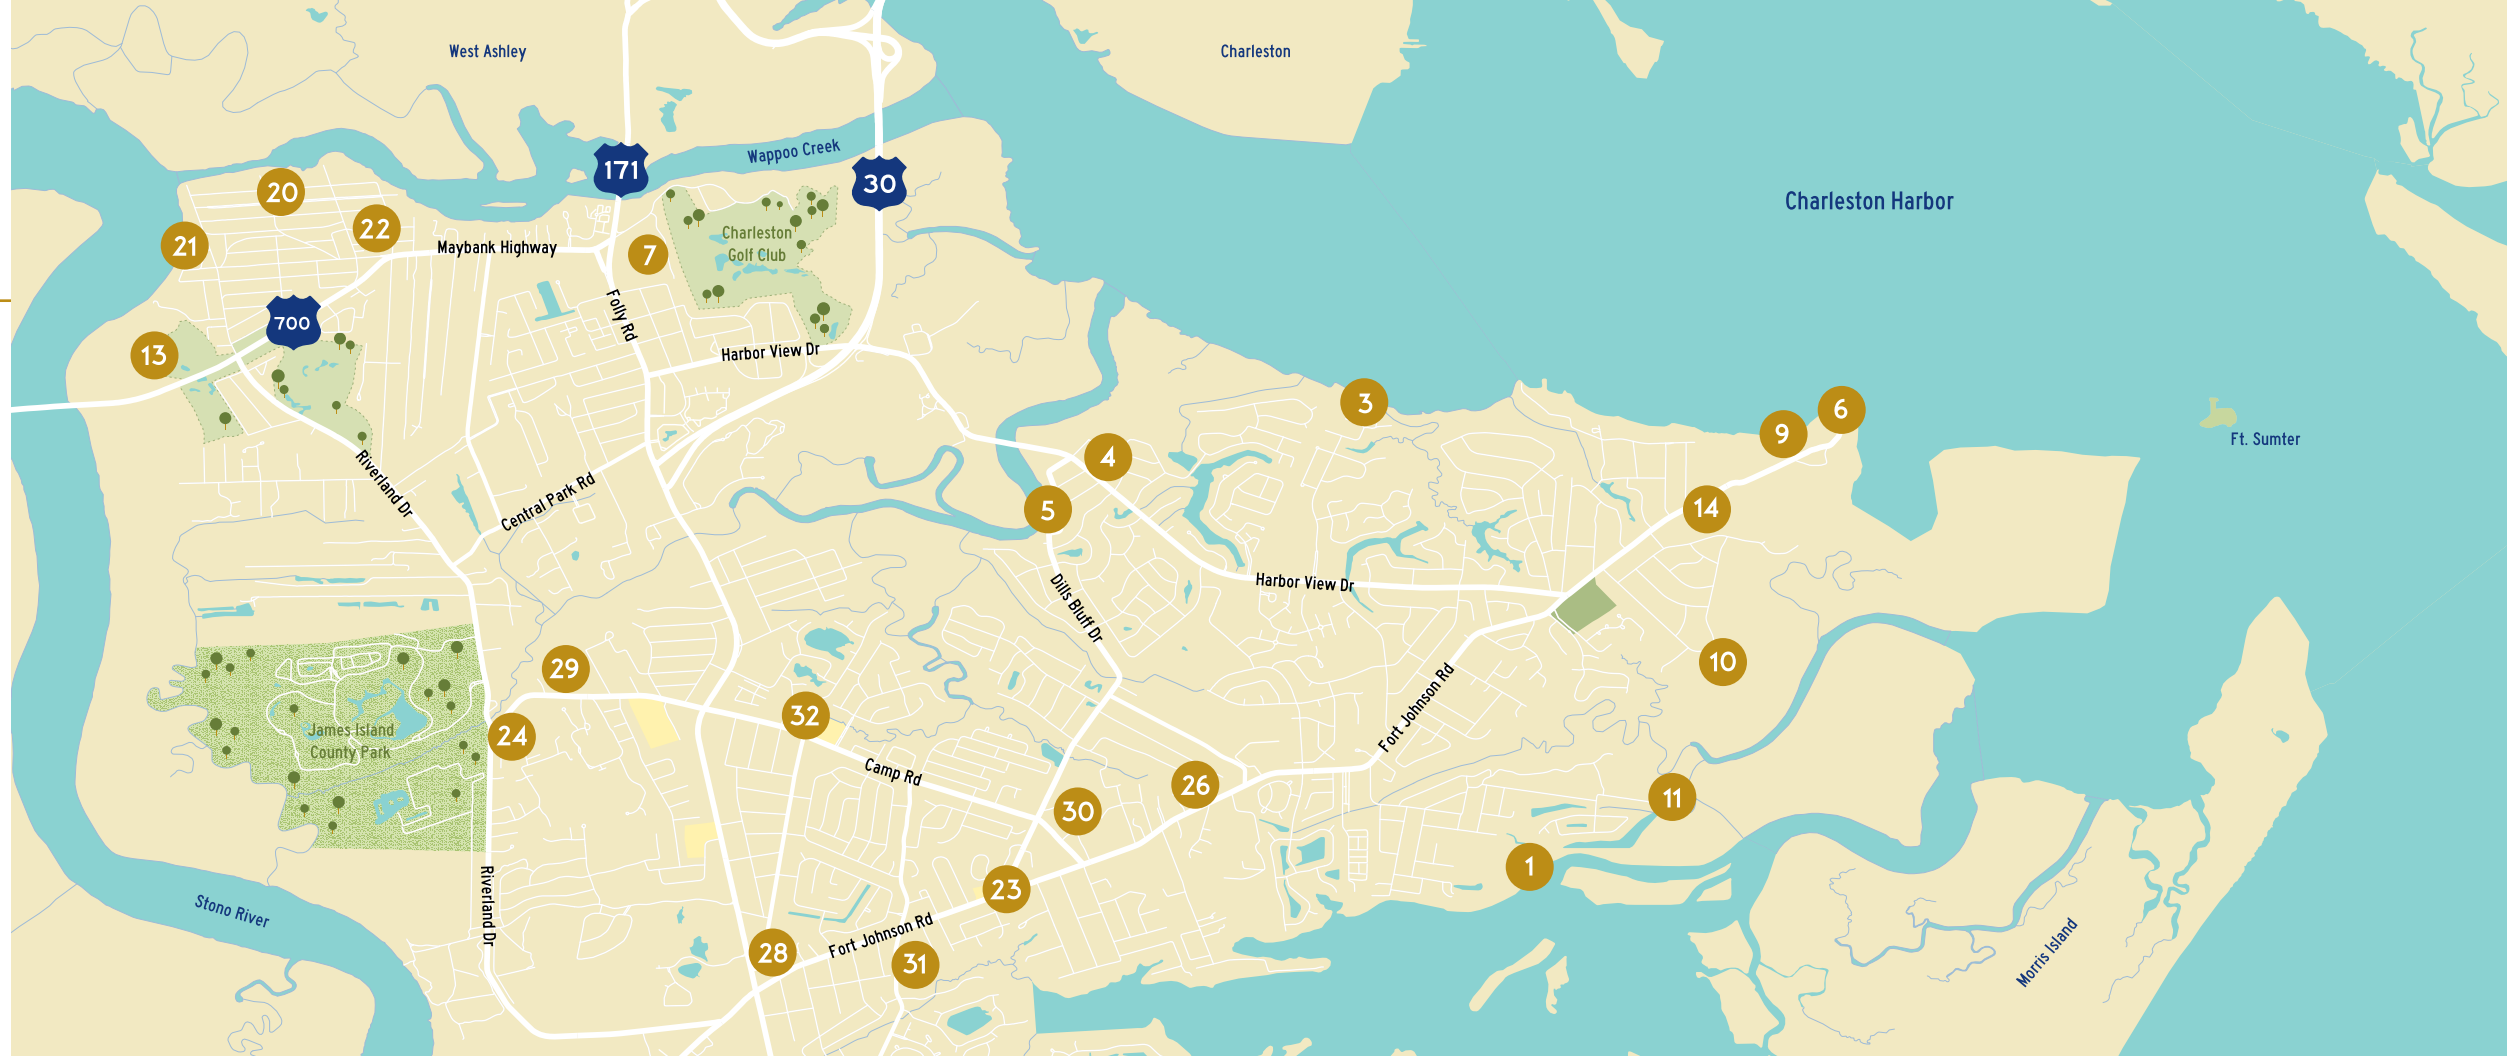 West Ashley
Charleston
Wappoo Creek
171
30
Charleston Harbor
20
22
21
Maybank Highway
7
Charleston
Golf Club
Folly Rd
700
13
Harbor View Dr
3
6
9
Ft. Sumter
4
Riverland Dr
Central Park Rd
5
14
Harbor View Dr
Dills Bluff Dr
29
10
Fort Johnson Rd
32
24
James Island
County Park
Camp Rd
26
30
11
1
23
Riverland Dr
Stono River
Fort Johnson Rd
28
31
Morris Island